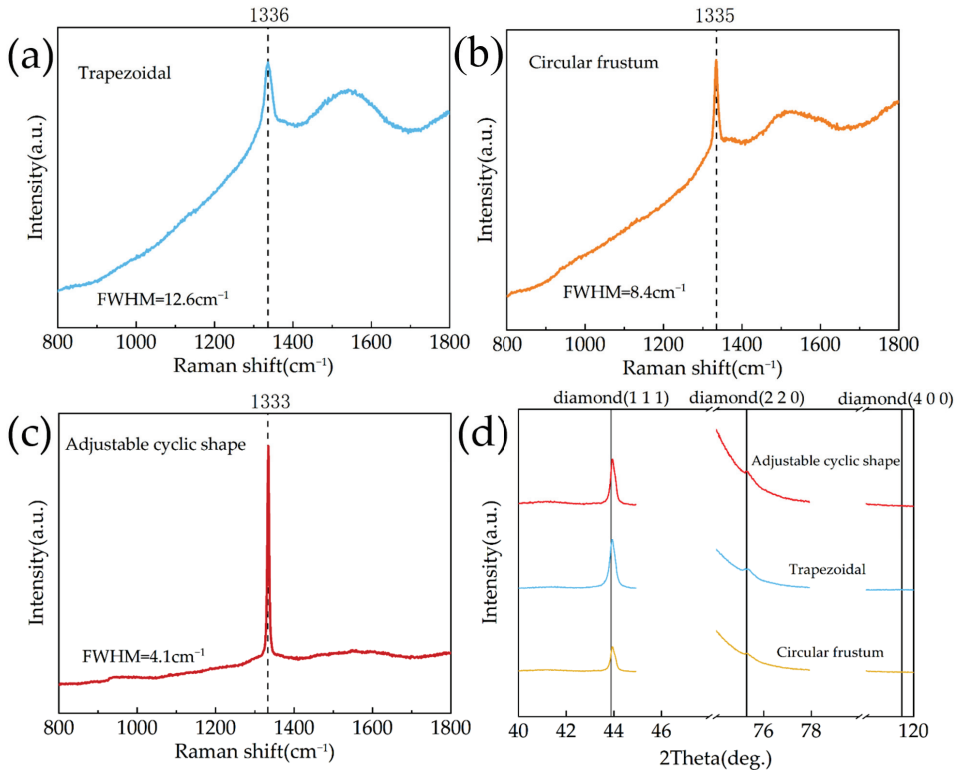 1336
(a)
Trapezoidal
Intensity(a.u.)
FWHM=12.6cm⁻¹
800 1000 1200 1400 1600 1800
Raman shift(cm⁻¹)
1335
(b)
Circular frustum
Intensity(a.u.)
FWHM=8.4cm⁻¹
800 1000 1200 1400 1600 1800
Raman shift(cm⁻¹)
1333
(c)
Adjustable cyclic shape
Intensity(a.u.)
FWHM=4.1cm⁻¹
800 1000 1200 1400 1600 1800
Raman shift(cm⁻¹)
(d)
diamond(1 1 1) diamond(2 2 0) diamond(4 0 0)
Adjustable cyclic shape
Trapezoidal
Circular frustum
Intensity(a.u.)
40 42 44 46 76 78 120
2Theta(deg.)